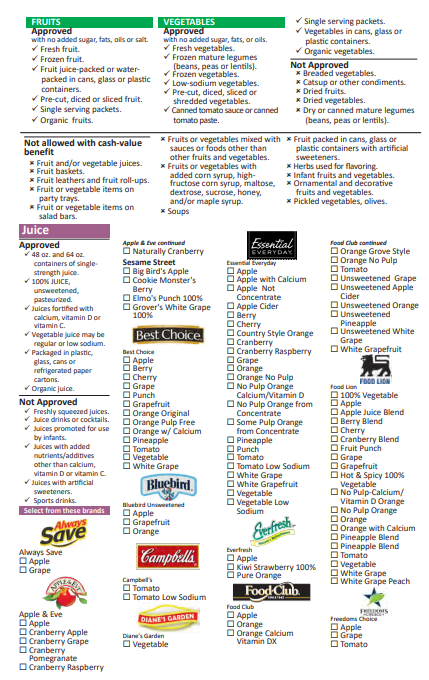 FRUITS
Approved
with no added sugar, fats, oils or salt.
✓ Fresh fruit.
✓ Frozen fruit.
✓ Fruit juice-packed or water-
packed in cans, glass or plastic
containers.
✓ Pre-cut, diced or sliced fruit.
✓ Single serving packets.
✓ Organic fruits.
VEGETABLES
Approved
with no added sugar, fats, or oils.
✓ Fresh vegetables.
✓ Frozen mature legumes
(beans, peas or lentils).
✓ Frozen vegetables.
✓ Low-sodium vegetables.
✓ Pre-cut, diced, sliced or
shredded vegetables.
✓ Canned tomato sauce or canned
tomato paste.
✓ Single serving packets.
✓ Vegetables in cans, glass or
plastic containers.
✓ Organic vegetables.
Not Approved
× Breaded vegetables.
× Catsup or other condiments.
× Dried fruits.
× Dried vegetables.
× Dry or canned mature legumes
(beans, peas or lentils).
Not allowed with cash-value
benefit
× Fruit and/or vegetable juices.
× Fruit baskets.
× Fruit leathers and fruit roll-ups.
× Fruit or vegetable items on
party trays.
× Fruit or vegetable items on
salad bars.
× Fruits or vegetables mixed with
sauces or foods other than
other fruits and vegetables.
× Fruits or vegetables with
added corn syrup, high-
fructose corn syrup, maltose,
dextrose, sucrose, honey,
and/or maple syrup.
× Soups
× Fruit packed in cans, glass or
plastic containers with artificial
sweeteners.
× Herbs used for flavoring.
× Infant fruits and vegetables.
× Ornamental and decorative
fruits and vegetables.
× Pickled vegetables, olives.
Juice
Approved
✓ 48 oz. and 64 oz.
containers of single-
strength juice.
✓ 100% JUICE,
unsweetened,
pasteurized.
✓ Juices fortified with
calcium, vitamin D or
vitamin C.
✓ Vegetable juice may be
regular or low sodium.
✓ Packaged in plastic,
glass, cans or
refrigerated paper
cartons.
✓ Organic juice.
Not Approved
✓ Freshly squeezed juices.
✓ Juice drinks or cocktails.
✓ Juices promoted for use
by infants.
✓ Juices with added
nutrients/additives
other than calcium,
vitamin D or vitamin C.
✓ Juices with artificial
sweeteners.
✓ Sports drinks.
Select from these brands
Always Save
Always Save
☐ Apple
☐ Grape
APPLE & EVE
Apple & Eve
☐ Apple
☐ Cranberry Apple
☐ Cranberry Grape
☐ Cranberry
Pomegranate
☐ Cranberry Raspberry
Apple & Eve continued
☐ Naturally Cranberry
Sesame Street
☐ Big Bird's Apple
☐ Cookie Monster's
Berry
☐ Elmo's Punch 100%
☐ Grover's White Grape
100%
Best Choice
Best Choice
☐ Apple
☐ Berry
☐ Cherry
☐ Grape
☐ Punch
☐ Grapefruit
☐ Orange Original
☐ Orange Pulp Free
☐ Orange w/ Calcium
☐ Pineapple
☐ Tomato
☐ Vegetable
☐ White Grape
Bluebird
Bluebird Unsweetened
☐ Apple
☐ Grapefruit
☐ Orange
Campbell's
Campbell's
☐ Tomato
☐ Tomato Low Sodium
DIANE'S GARDEN
Diane's Garden
☐ Vegetable
Essential
EVERYDAY
Essential Everyday
☐ Apple
☐ Apple with Calcium
☐ Apple Not
Concentrate
☐ Apple Cider
☐ Berry
☐ Cherry
☐ Country Style Orange
☐ Cranberry
☐ Cranberry Raspberry
☐ Grape
☐ Orange
☐ Orange No Pulp
☐ No Pulp Orange
Calcium/Vitamin D
☐ No Pulp Orange from
Concentrate
☐ Some Pulp Orange
from Concentrate
☐ Pineapple
☐ Punch
☐ Tomato
☐ Tomato Low Sodium
☐ White Grape
☐ White Grapefruit
☐ Vegetable
☐ Vegetable Low
Sodium
Everfresh
Everfresh
☐ Apple
☐ Kiwi Strawberry 100%
☐ Pure Orange
Food Club
Food Club
☐ Apple
☐ Orange
☐ Orange Calcium
Vitamin DX
Food Club continued
☐ Orange Grove Style
☐ Orange No Pulp
☐ Tomato
☐ Unsweetened Grape
☐ Unsweetened Apple
Cider
☐ Unsweetened Orange
☐ Unsweetened
Pineapple
☐ Unsweetened White
Grape
☐ White Grapefruit
FOOD LION
Food Lion
☐ 100% Vegetable
☐ Apple
☐ Apple Juice Blend
☐ Berry Blend
☐ Cherry
☐ Cranberry Blend
☐ Fruit Punch
☐ Grape
☐ Grapefruit
☐ Hot & Spicy 100%
Vegetable
☐ No Pulp-Calcium/
Vitamin D Orange
☐ No Pulp Orange
☐ Orange
☐ Orange with Calcium
☐ Pineapple Blend
☐ Pineapple Blend
☐ Tomato
☐ Vegetable
☐ White Grape
☐ White Grape Peach
FREEDOM'S
Freedoms Choice
☐ Apple
☐ Grape
☐ Tomato